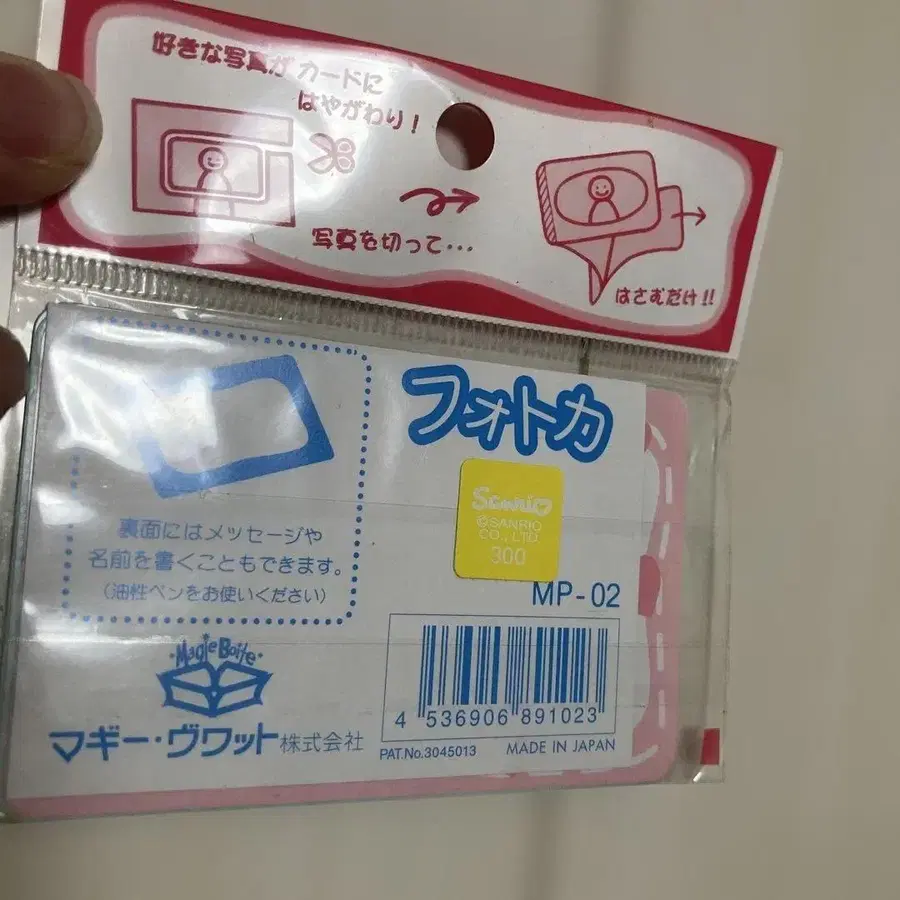 好きな写真がカードに
はやがわり!
写真を切って・・・
はさむだけ!!
フォトカ
裏面にはメッセージや
名前を書くこともできます。
(油性ペンをお使いください)
Sanrio
©SANRIO
CO., LTD.
300
MP-02
・Magie Boite・
マギー・ヴワット株式会社
4 536906 891023
PAT.No.3045013 MADE IN JAPAN